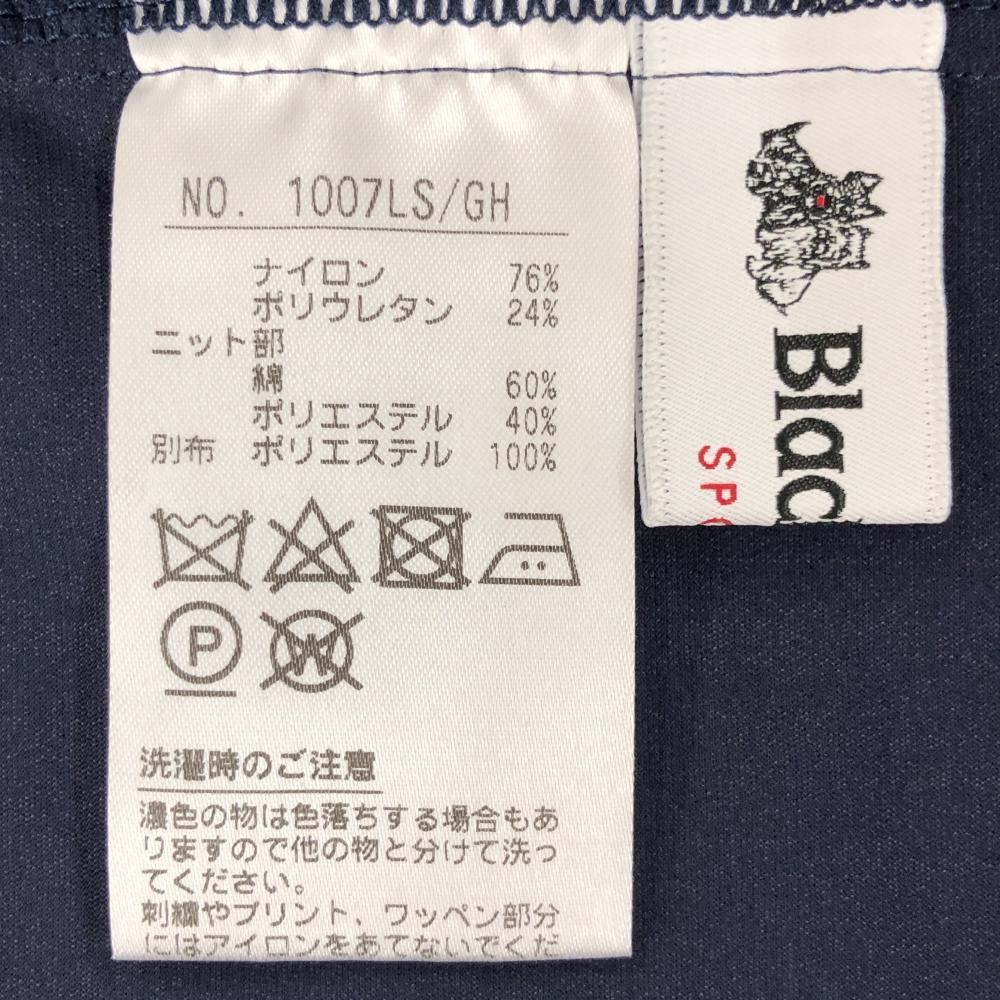 NO. 1007LS/GH
ナイロン 76%
ポリウレタン 24%
ニット部
綿 60%
ポリエステル 40%
別布 ポリエステル 100%
P
W
洗濯時のご注意
濃色の物は色落ちする場合もあ
りますので他の物と分けて洗っ
てください。
刺繍やプリント、ワッペン部分
にはアイロンをあてないでくだ
Blac
SPO